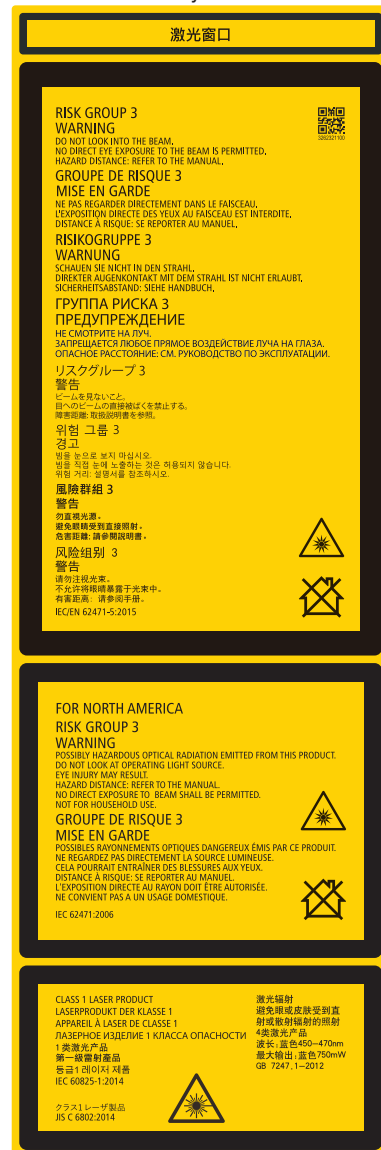 激光窗口
RISK GROUP 3
WARNING
DO NOT LOOK INTO THE BEAM,
NO DIRECT EYE EXPOSURE TO THE BEAM IS PERMITTED,
HAZARD DISTANCE: REFER TO THE MANUAL,
GROUPE DE RISQUE 3
MISE EN GARDE
NE PAS REGARDER DIRECTEMENT DANS LE FAISCEAU,
L'EXPOSITION DIRECTE DES YEUX AU FAISCEAU EST INTERDITE,
DISTANCE À RISQUE: SE REPORTER AU MANUEL,
RISIKOGRUPPE 3
WARNUNG
SCHAUEN SIE NICHT IN DEN STRAHL,
DIREKTER AUGENKONTAKT MIT DEM STRAHL IST NICHT ERLAUBT,
SICHERHEITSABSTAND: SIEHE HANDBUCH,
ГРУППА РИСКА 3
ПРЕДУПРЕЖДЕНИЕ
НЕ СМОТРИТЕ НА ЛУЧ.
ЗАПРЕЩАЕТСЯ ЛЮБОЕ ПРЯМОЕ ВОЗДЕЙСТВИЕ ЛУЧА НА ГЛАЗА.
ОПАСНОЕ РАССТОЯНИЕ: СМ. РУКОВОДСТВО ПО ЭКСПЛУАТАЦИИ.
リスクグループ 3
警告
ビームを見ないこと。
目へのビームの直接被ばくを禁止する。
障害距離: 取扱説明書を参照。
위험 그룹 3
경고
빔을 눈으로 보지 마십시오.
빔을 직접 눈에 노출하는 것은 허용되지 않습니다.
위험 거리: 설명서를 참조하시오.
風險群組 3
警告
勿直視光源。
避免眼睛受到直接照射。
危害距離: 請參閱說明書。
风险组别 3
警告
请勿注视光束。
不允许将眼睛暴露于光束中。
有害距离: 请参阅手册。
IEC/EN 62471-5:2015
FOR NORTH AMERICA
RISK GROUP 3
WARNING
POSSIBLY HAZARDOUS OPTICAL RADIATION EMITTED FROM THIS PRODUCT.
DO NOT LOOK AT OPERATING LIGHT SOURCE.
EYE INJURY MAY RESULT.
HAZARD DISTANCE: REFER TO THE MANUAL.
NO DIRECT EXPOSURE TO BEAM SHALL BE PERMITTED.
NOT FOR HOUSEHOLD USE.
GROUPE DE RISQUE 3
MISE EN GARDE
POSSIBLES RAYONNEMENTS OPTIQUES DANGEREUX ÉMIS PAR CE PRODUIT.
NE REGARDEZ PAS DIRECTEMENT LA SOURCE LUMINEUSE.
CELA POURRAIT ENTRAÎNER DES BLESSURES AUX YEUX.
DISTANCE À RISQUE: SE REPORTER AU MANUEL.
L'EXPOSITION DIRECTE AU RAYON DOIT ÊTRE AUTORISÉE.
NE CONVIENT PAS A UN USAGE DOMESTIQUE.
IEC 62471:2006
CLASS 1 LASER PRODUCT
LASERPRODUKT DER KLASSE 1
APPAREIL À LASER DE CLASSE 1
ЛАЗЕРНОЕ ИЗДЕЛИЕ 1 КЛАССА ОПАСНОСТИ
1 类激光产品
第一級雷射產品
등급1 레이저 제품
IEC 60825-1:2014
クラス1レーザ製品
JIS C 6802:2014
激光辐射
避免眼或皮肤受到直
射或散射辐射的照射
4类激光产品
波长: 蓝色450−470nm
最大输出: 蓝色750mW
GB 7247.1−2012